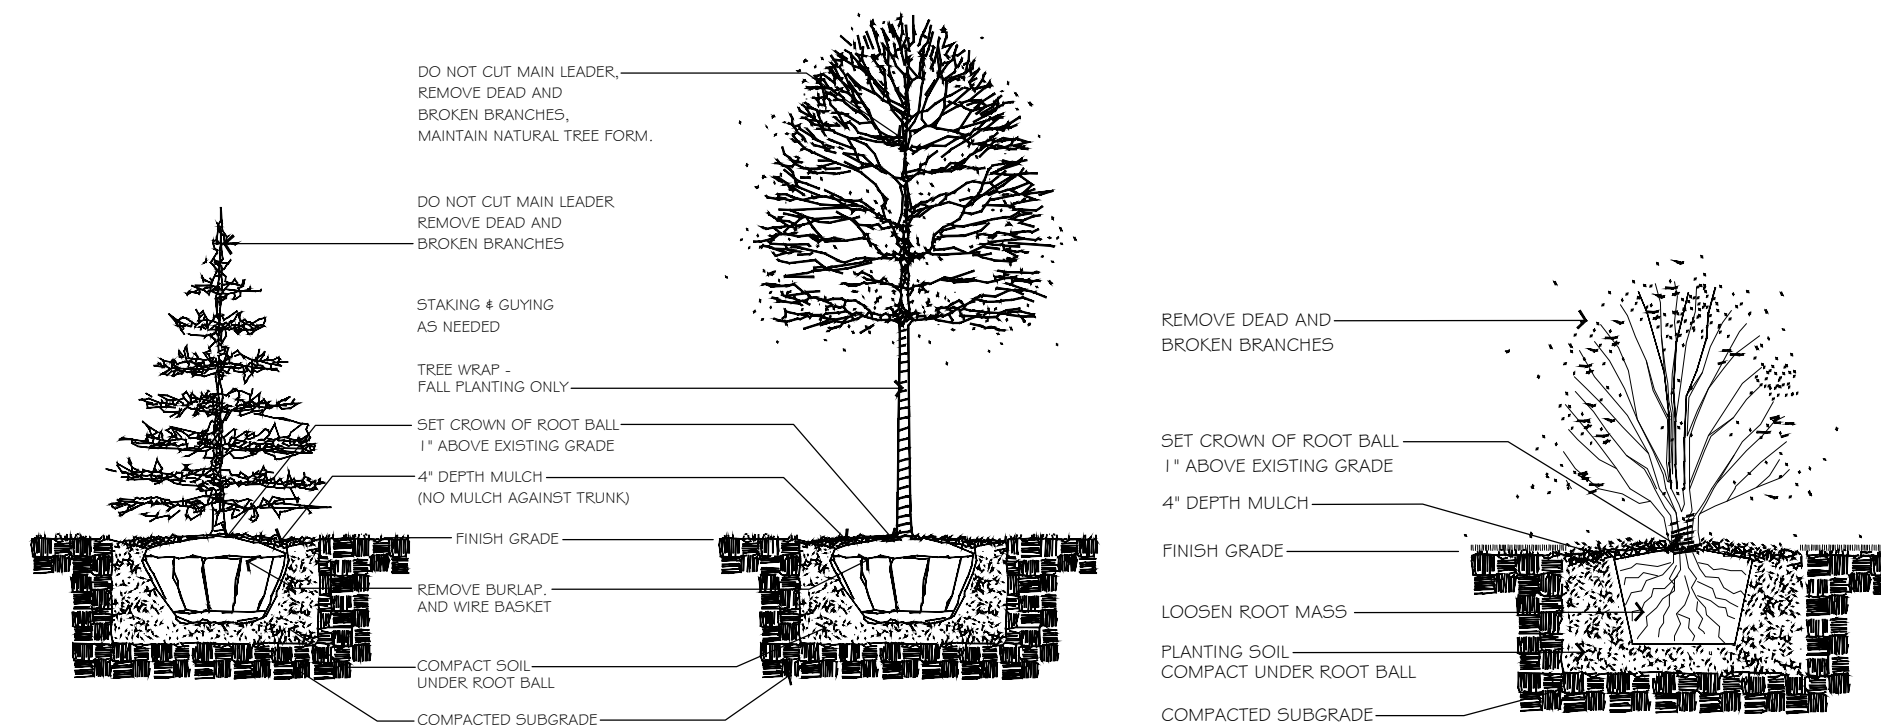 DO NOT CUT MAIN LEADER,
REMOVE DEAD AND
BROKEN BRANCHES,
MAINTAIN NATURAL TREE FORM.
DO NOT CUT MAIN LEADER
REMOVE DEAD AND
BROKEN BRANCHES
STAKING & GUYING
AS NEEDED
TREE WRAP -
FALL PLANTING ONLY
SET CROWN OF ROOT BALL
1" ABOVE EXISTING GRADE
4" DEPTH MULCH
(NO MULCH AGAINST TRUNK)
FINISH GRADE
REMOVE BURLAP.
AND WIRE BASKET
COMPACT SOIL
UNDER ROOT BALL
COMPACTED SUBGRADE
REMOVE DEAD AND
BROKEN BRANCHES
SET CROWN OF ROOT BALL
1" ABOVE EXISTING GRADE
4" DEPTH MULCH
FINISH GRADE
LOOSEN ROOT MASS
PLANTING SOIL
COMPACT UNDER ROOT BALL
COMPACTED SUBGRADE